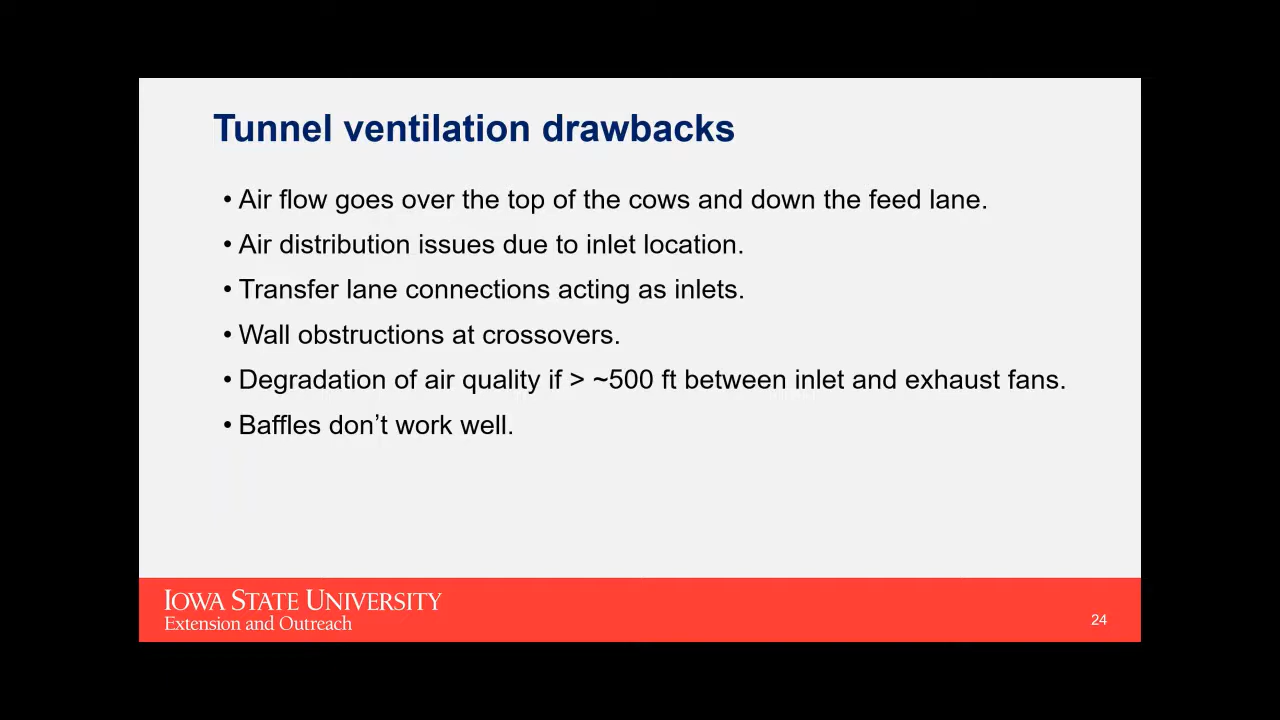 Tunnel ventilation drawbacks
• Air flow goes over the top of the cows and down the feed lane.
• Air distribution issues due to inlet location.
• Transfer lane connections acting as inlets.
• Wall obstructions at crossovers.
• Degradation of air quality if > ~500 ft between inlet and exhaust fans.
• Baffles don’t work well.
IOWA STATE UNIVERSITY
Extension and Outreach
24